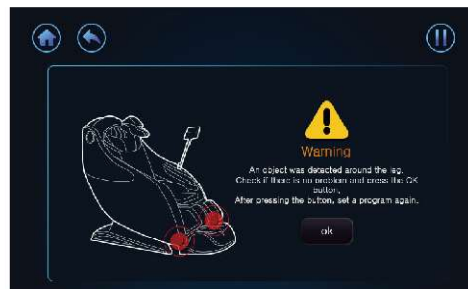 Warning
An object was detected around the leg.
Check if there is no problem and press the OK
button.
After pressing the button, set a program again.
ok